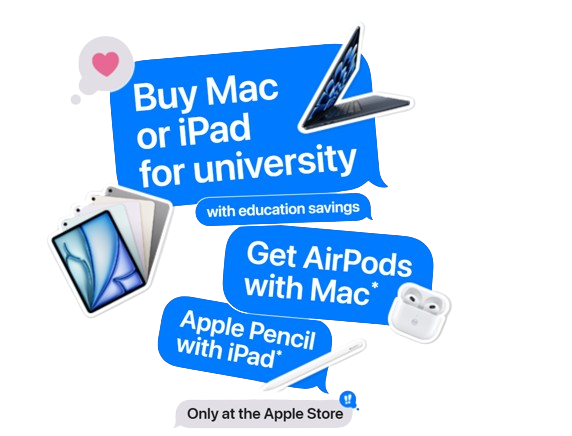 Buy Mac
or iPad
for university
with education savings
Get AirPods
with Mac*
Apple Pencil
with iPad*
Only at the Apple Store